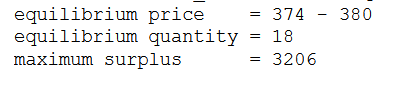 equilibrium price    = 374 - 380
equilibrium quantity = 18
maximum surplus      = 3206